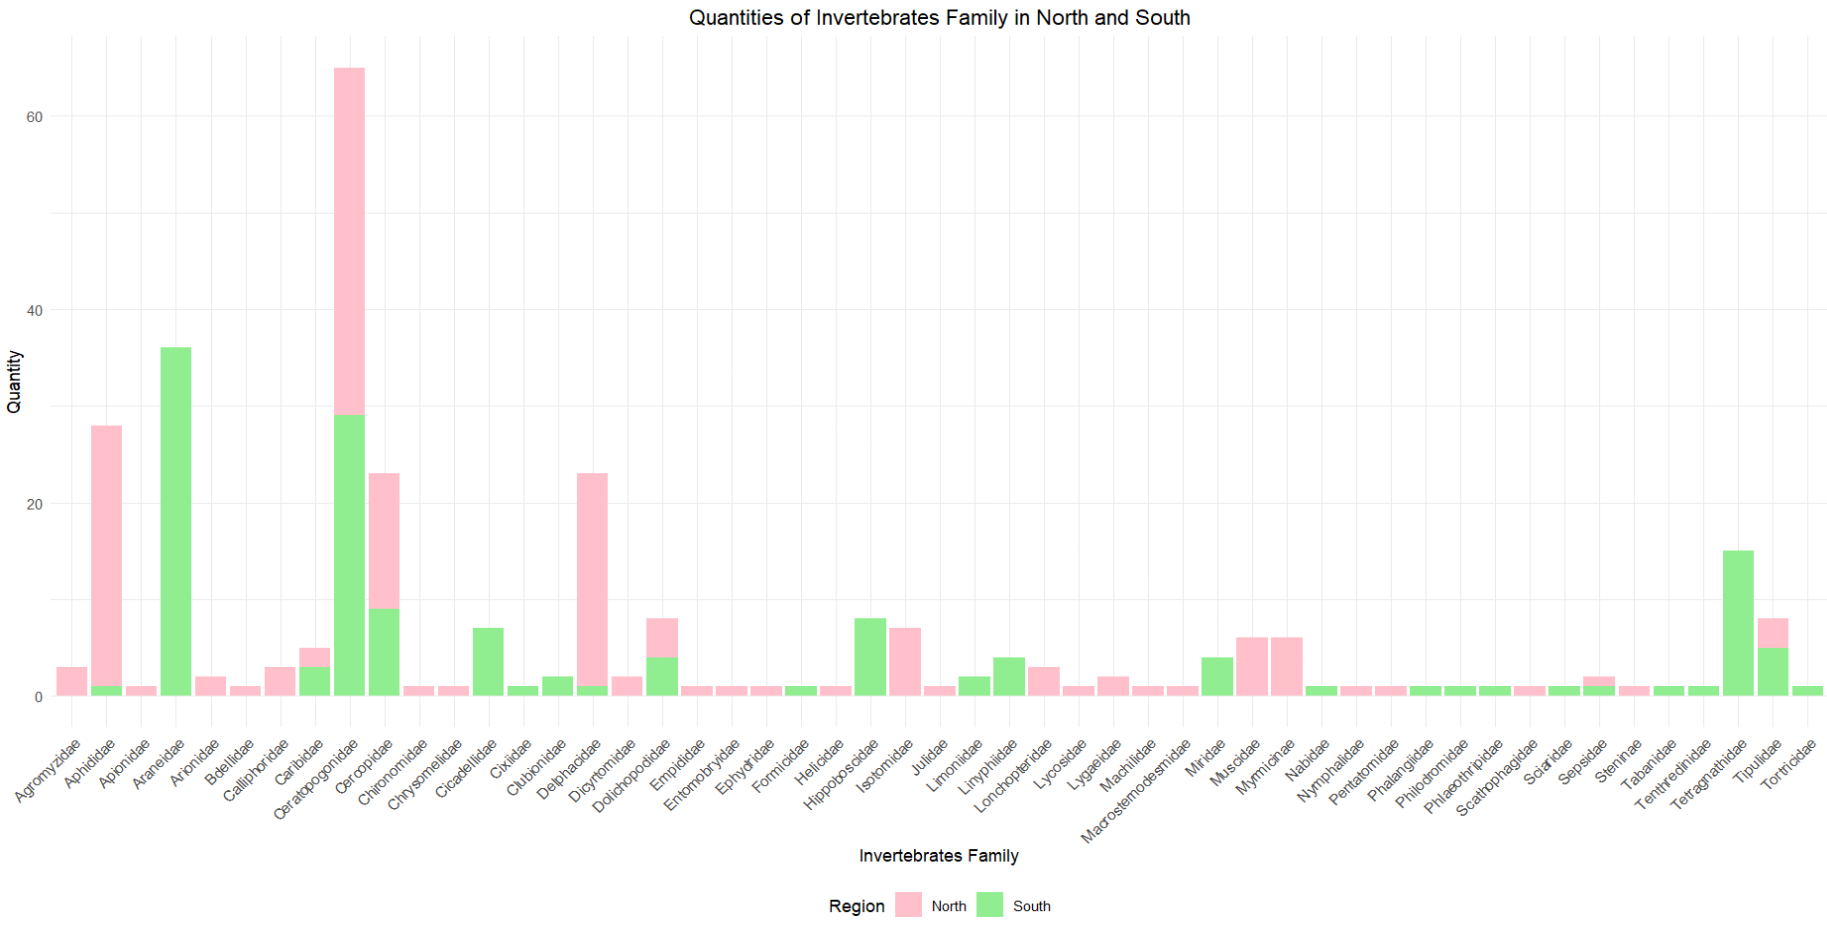 Quantities of Invertebrates Family in North and South
Quantity
60
40
20
0
Agromyzidae
Aphididae
Apionidae
Araneidae
Arionidae
Bdellidae
Calliphoridae
Caribidae
Ceratopogonidae
Cercopidae
Chironomidae
Chrysomelidae
Cicadellidae
Cixiidae
Clubionidae
Delphacidae
Dicyrtomidae
Dolichopodidae
Empididae
Entomobryidae
Ephydridae
Formicidae
Helicidae
Hippoboscidae
Isotomidae
Julidae
Limoniidae
Linyphiidae
Lonchopteridae
Lycosidae
Lygaeidae
Machilidae
Macrosternodesmidae
Miridae
Muscidae
Myrmicinae
Nabidae
Nymphalidae
Pentatomidae
Phalangiidae
Philodromidae
Phlaeothripidae
Scathophagidae
Sciaridae
Sepsidae
Steninae
Tabanidae
Tenthredinidae
Tetragnathidae
Tipulidae
Tortricidae
Invertebrates Family
Region North South